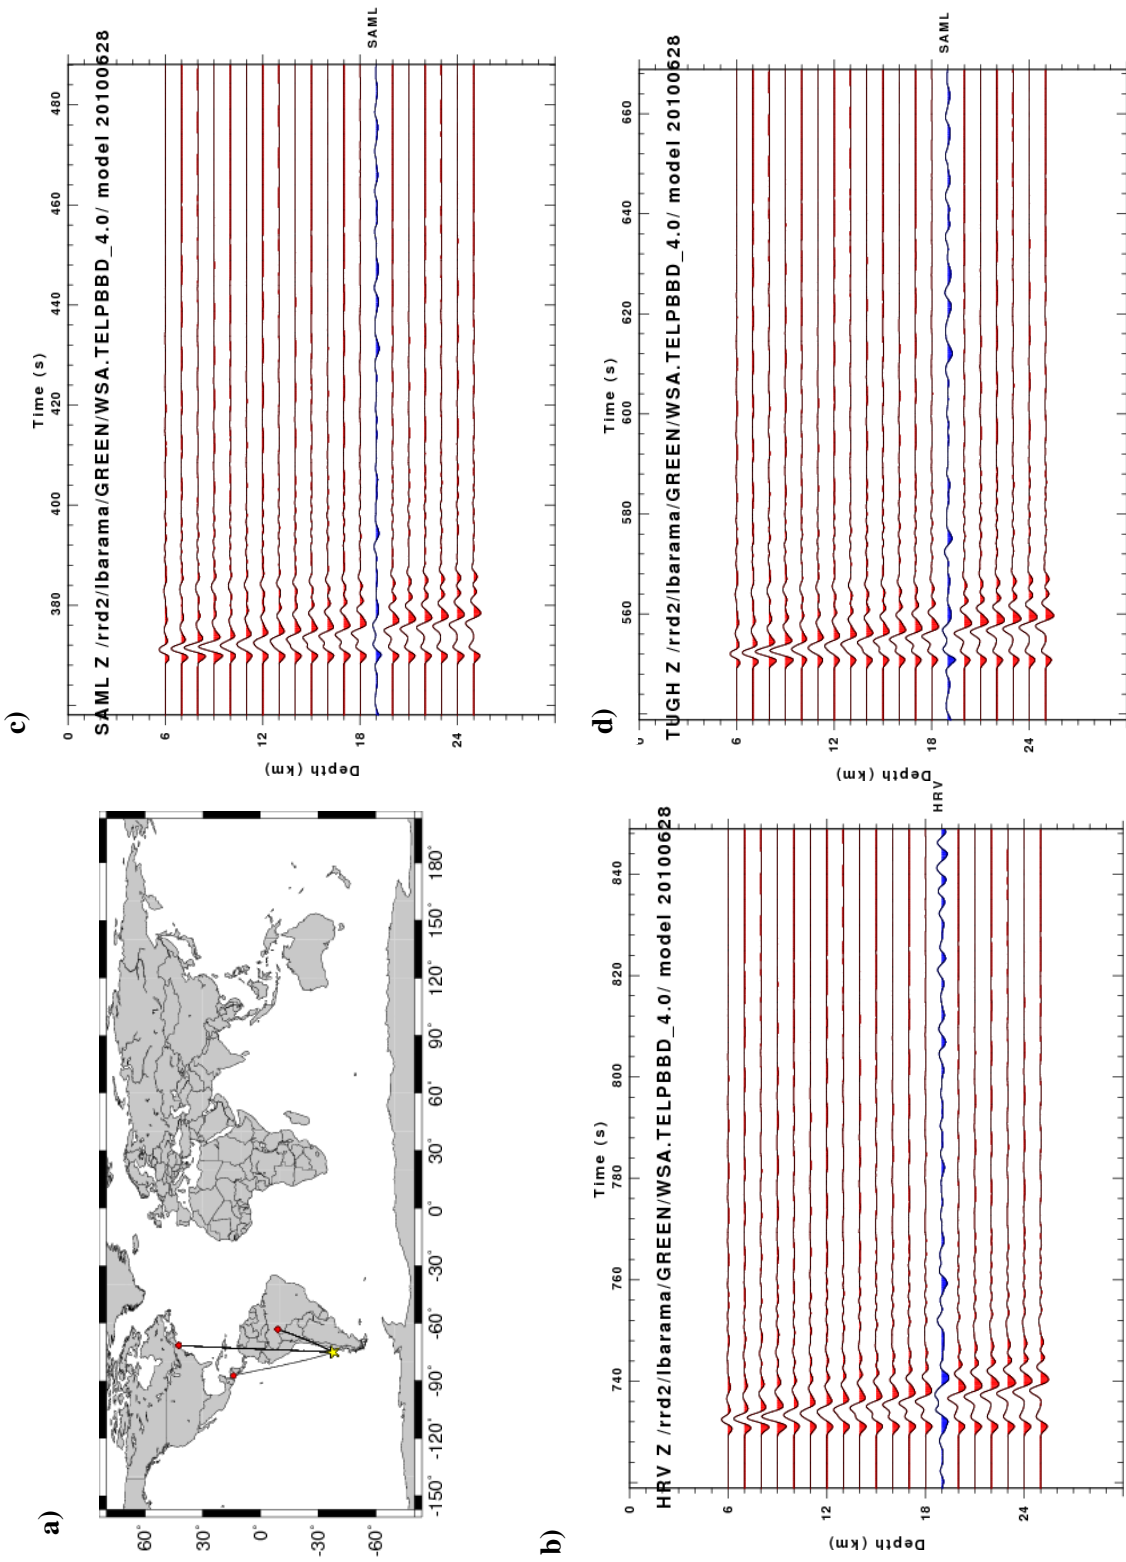 a)
60°
30°
0°
-30°
-60°
-150° -120° -90° -60° -30° 0° 30° 60° 90° 120° 150° 180°
b)
HRV Z /rrd2/lbarama/GREEN/WSA.TELPBBD_4.0/ model 20100628
Time (s)
740 760 780 800 820 840
Depth (km)
0
6
12
18
24
HRV
c)
SAML Z /rrd2/lbarama/GREEN/WSA.TELPBBD_4.0/ model 20100628
Time (s)
380 400 420 440 460 480
Depth (km)
0
6
12
18
24
SAML
d)
TUGH Z /rrd2/lbarama/GREEN/WSA.TELPBBD_4.0/ model 20100628
Time (s)
560 580 600 620 640 660
Depth (km)
6
12
18
24
SAML